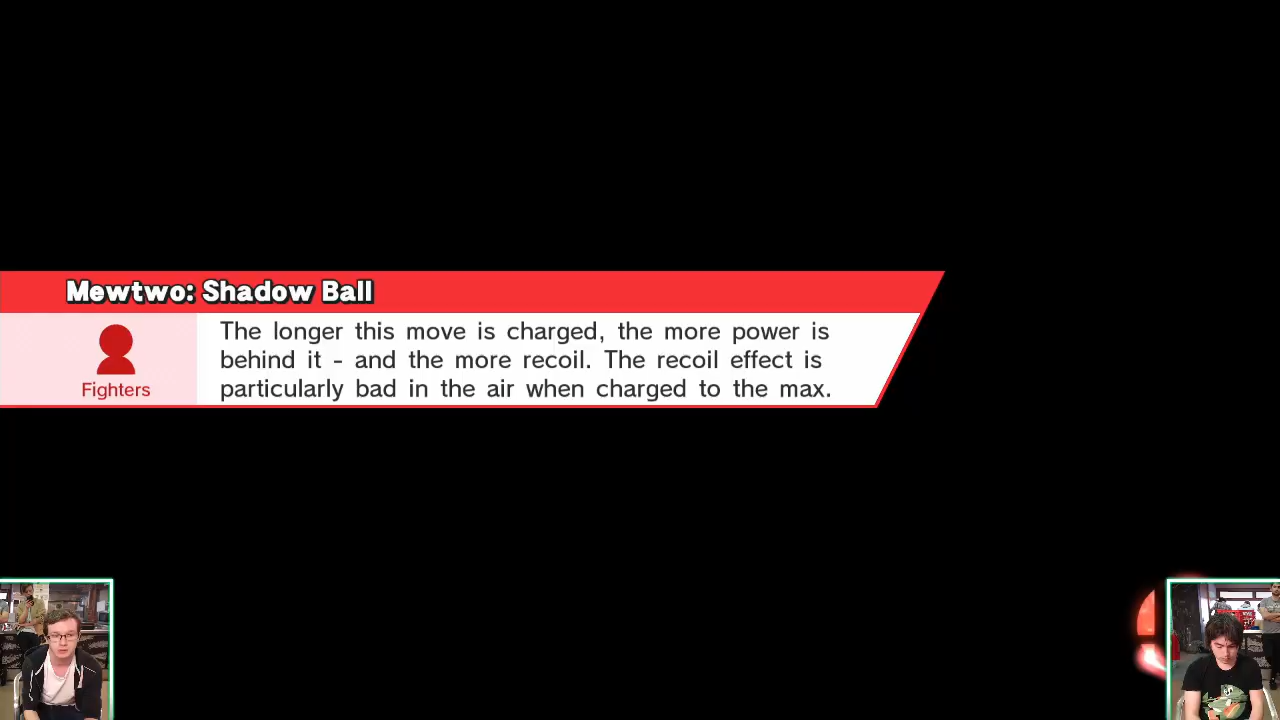 Mewtwo: Shadow Ball
The longer this move is charged, the more power is
behind it - and the more recoil. The recoil effect is
particularly bad in the air when charged to the max.
Fighters